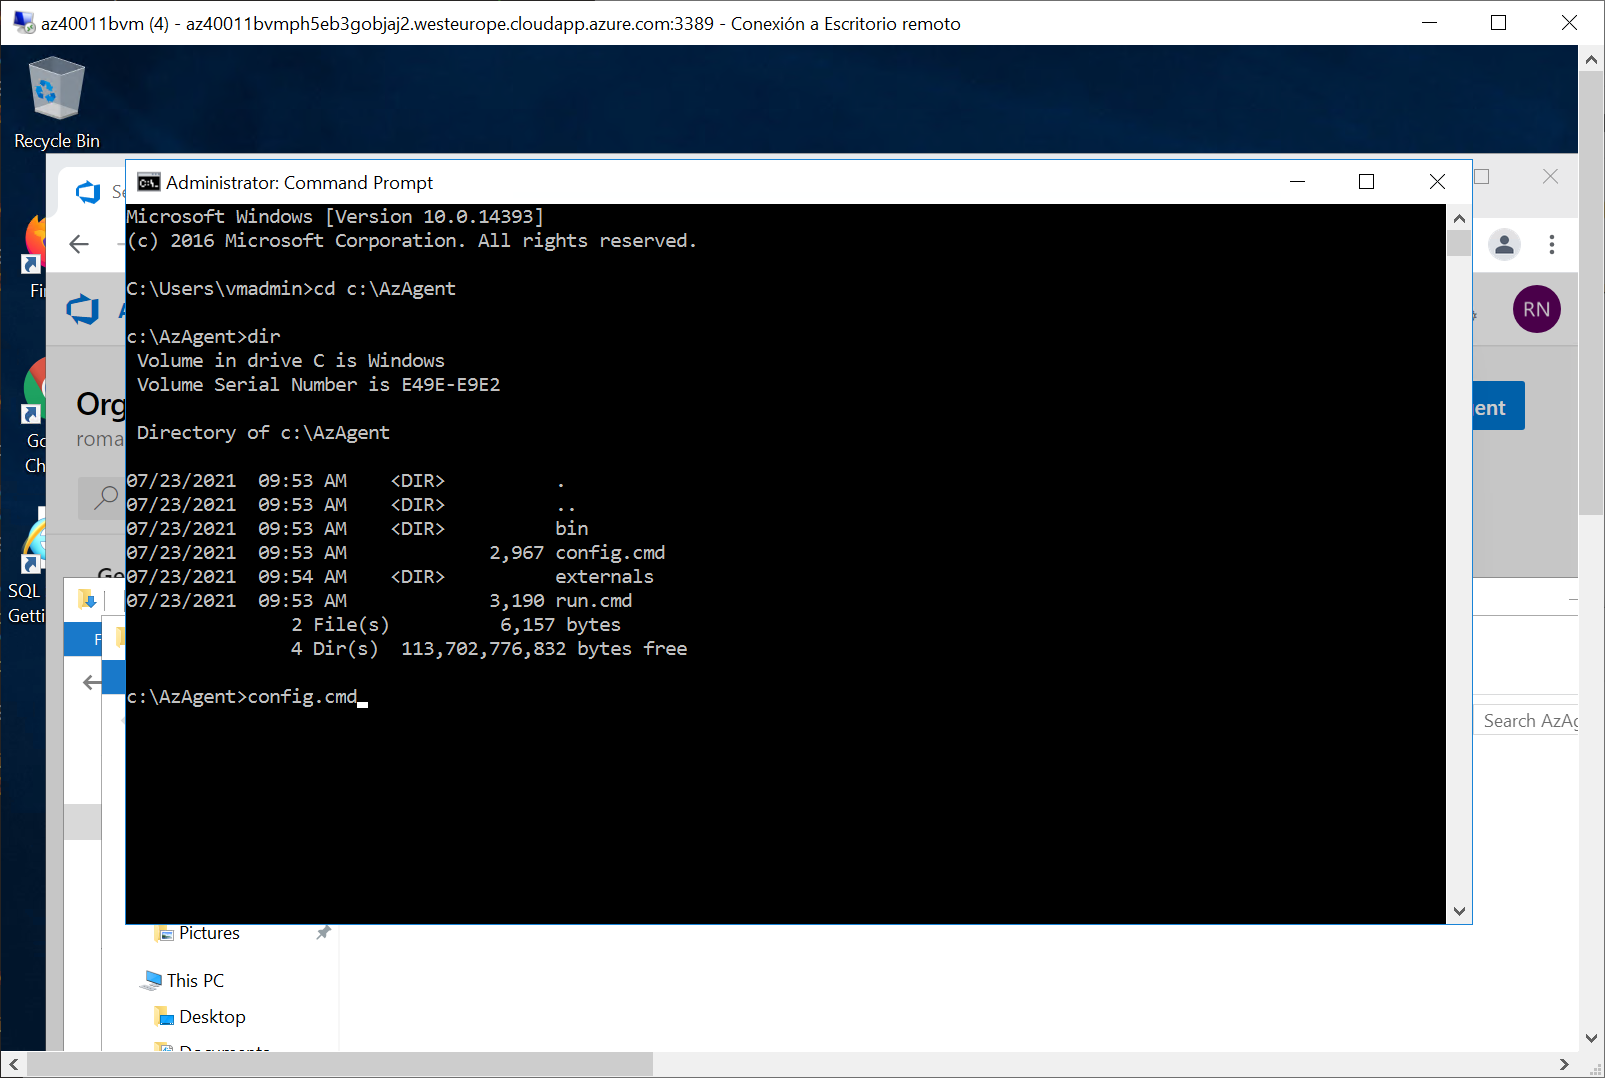 az40011bvm (4) - az40011bvmph5eb3gobjaj2.westeurope.cloudapp.azure.com:3389 - Conexión a Escritorio remoto
Recycle Bin
Administrator: Command Prompt
Microsoft Windows [Version 10.0.14393]
(c) 2016 Microsoft Corporation. All rights reserved.
C:\Users\vmadmin>cd c:\AzAgent
c:\AzAgent>dir
Volume in drive C is Windows
Volume Serial Number is E49E-E9E2
Directory of c:\AzAgent
07/23/2021 09:53 AM <DIR> .
07/23/2021 09:53 AM <DIR> ..
07/23/2021 09:53 AM <DIR> bin
07/23/2021 09:53 AM 2,967 config.cmd
07/23/2021 09:54 AM <DIR> externals
07/23/2021 09:53 AM 3,190 run.cmd
2 File(s) 6,157 bytes
4 Dir(s) 113,702,776,832 bytes free
c:\AzAgent>config.cmd
RN
Org
roma
ent
Fi
Go
Ch
SQL
Getti
Ge
F
Search AzAg
Pictures
This PC
Desktop